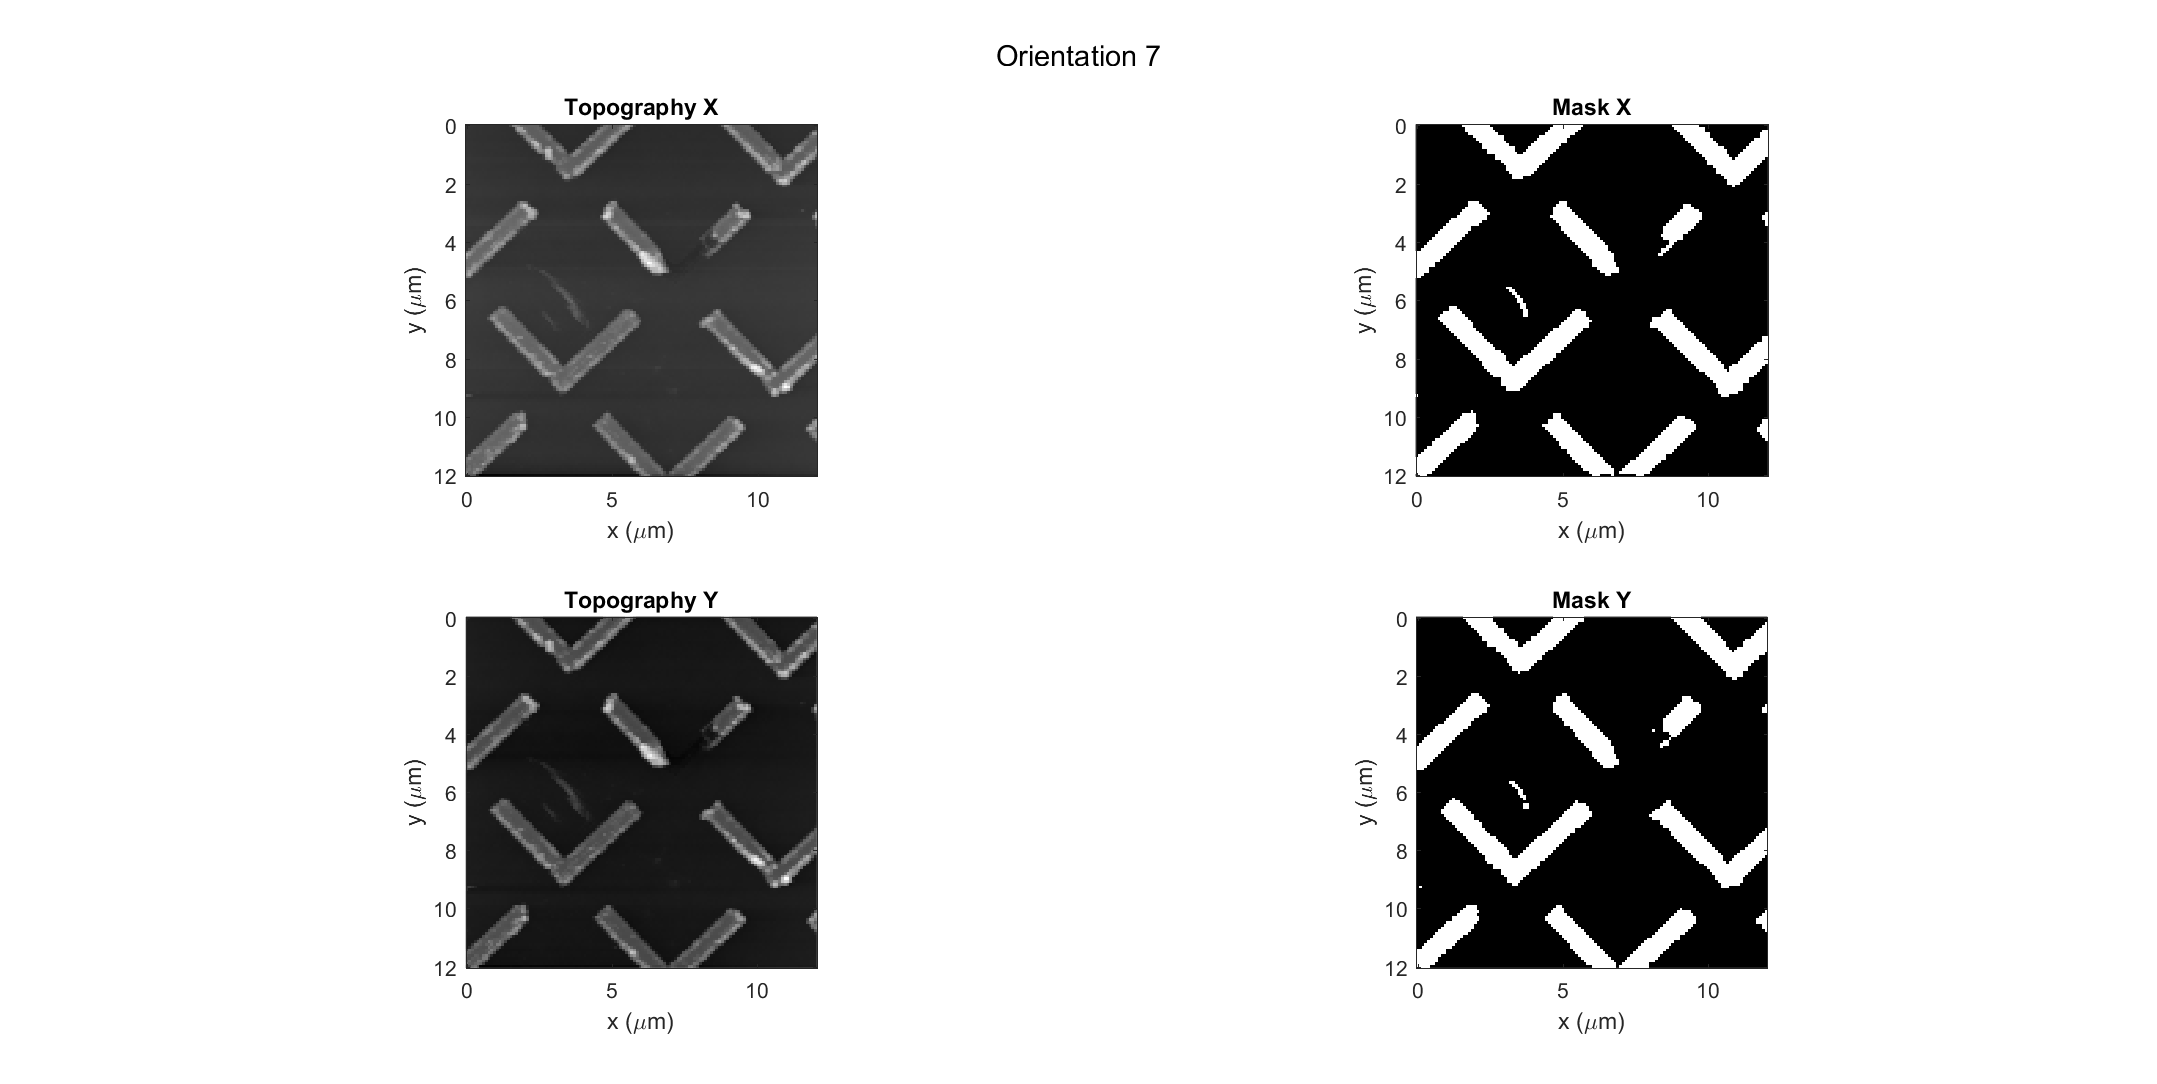 Orientation 7
Topography X
0
2
4
6
8
10
12
y (μm)
0 5 10
x (μm)
Mask X
0
2
4
6
8
10
12
y (μm)
0 5 10
x (μm)
Topography Y
0
2
4
6
8
10
12
y (μm)
0 5 10
x (μm)
Mask Y
0
2
4
6
8
10
12
y (μm)
0 5 10
x (μm)